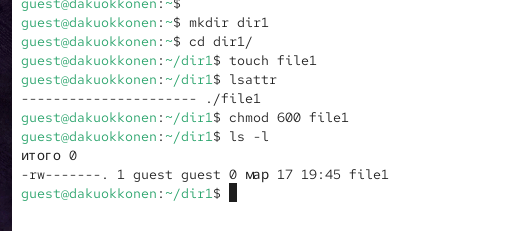 guest@dakuokkonen:~$
guest@dakuokkonen:~$ mkdir dir1
guest@dakuokkonen:~$ cd dir1/
guest@dakuokkonen:~/dir1$ touch file1
guest@dakuokkonen:~/dir1$ lsattr
---------------------- ./file1
guest@dakuokkonen:~/dir1$ chmod 600 file1
guest@dakuokkonen:~/dir1$ ls -l
итого 0
-rw-------. 1 guest guest 0 мар 17 19:45 file1
guest@dakuokkonen:~/dir1$